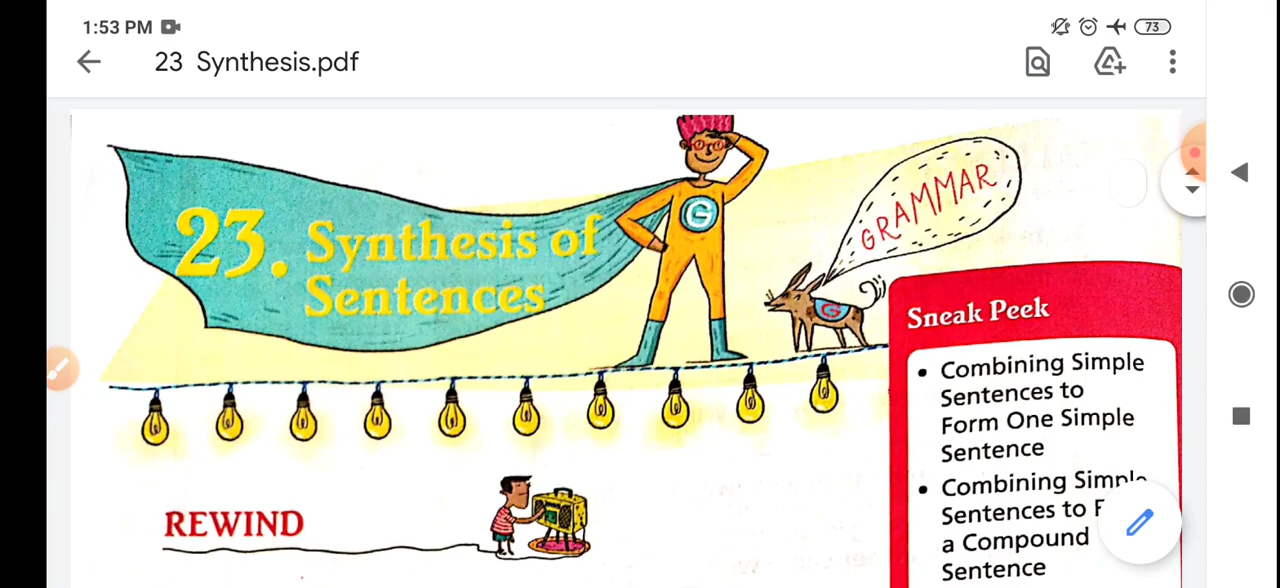 1:53 PM
73
23 Synthesis.pdf
23. Synthesis of
Sentences
G
GRAMMAR
G
Sneak Peek
• Combining Simple
Sentences to
Form One Simple
Sentence
• Combining
Sentences to
a Compound
Sentence
REWIND